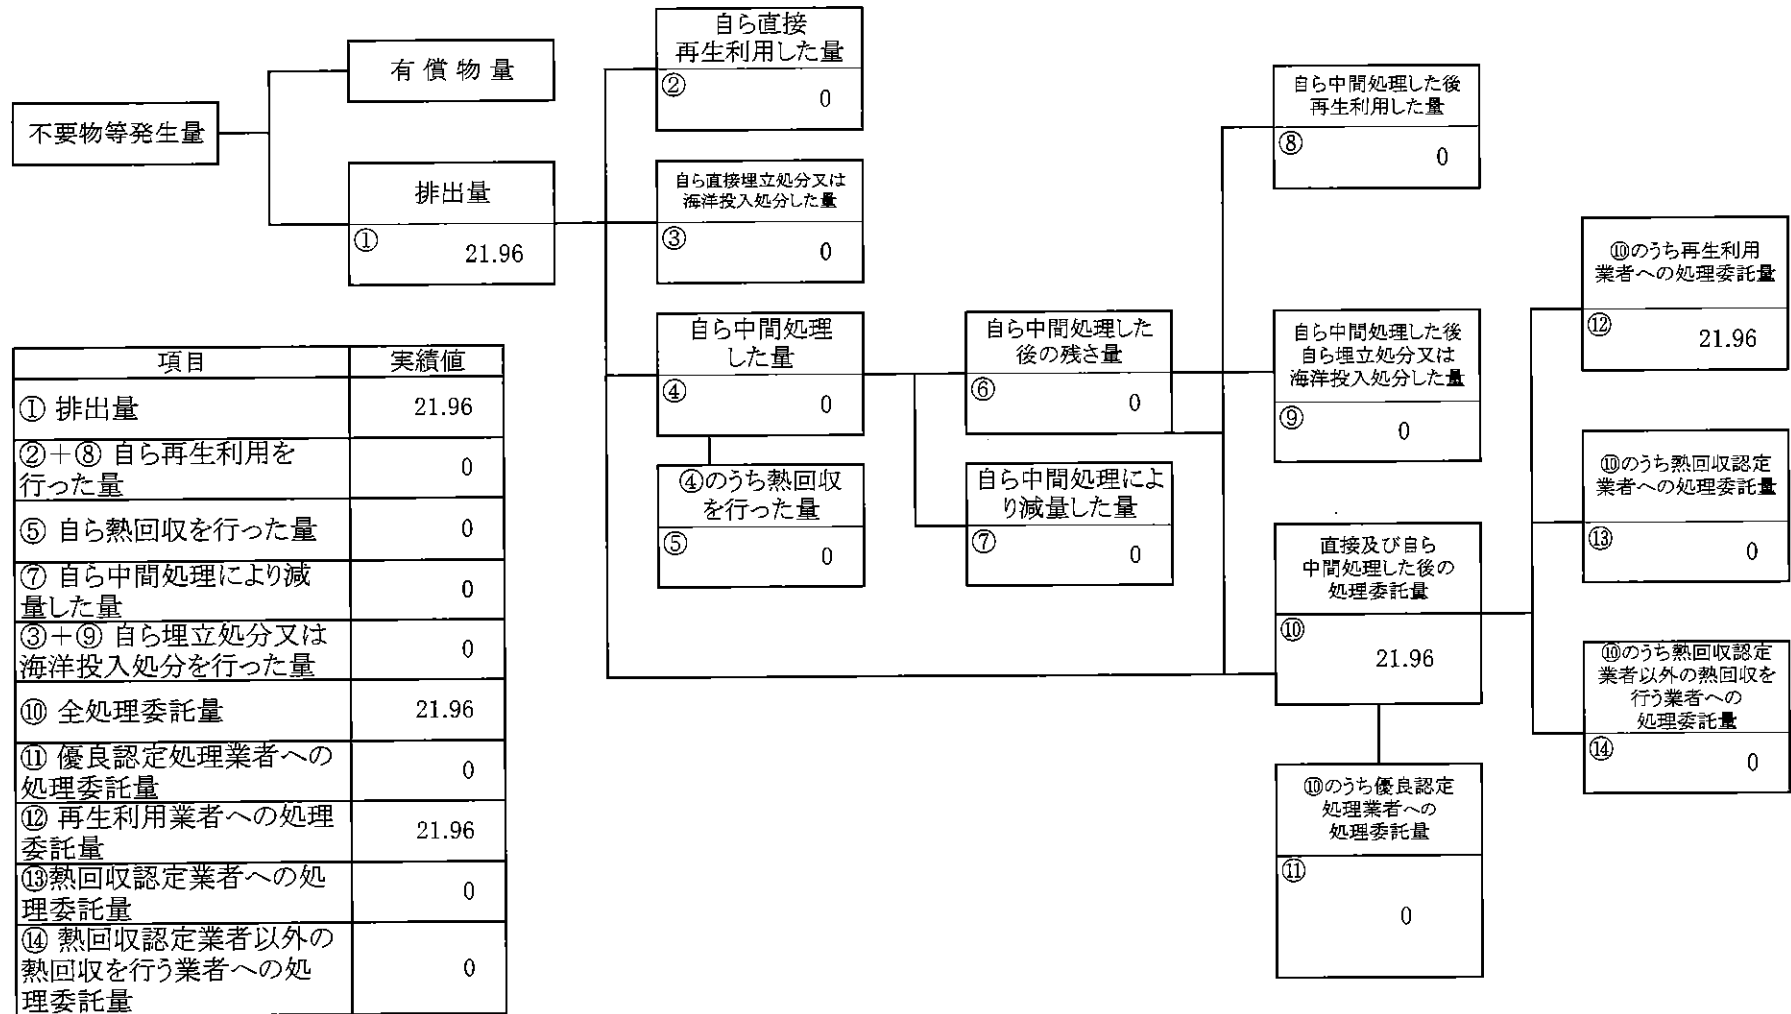 不要物等発生量
有 償 物 量
排出量
① 21.96
自ら直接
再生利用した量
② 0
自ら直接埋立処分又は
海洋投入処分した量
③ 0
自ら中間処理
した量
④ 0
④のうち熱回収
を行った量
⑤ 0
自ら中間処理した
後の残さ量
⑥ 0
自ら中間処理によ
り減量した量
⑦ 0
自ら中間処理した後
再生利用した量
⑧ 0
自ら中間処理した後
自ら埋立処分又は
海洋投入処分した量
⑨ 0
直接及び自ら
中間処理した後の
処理委託量
⑩ 21.96
⑩のうち優良認定
処理業者への
処理委託量
⑪ 0
⑩のうち再生利用
業者への処理委託量
⑫ 21.96
⑩のうち熱回収認定
業者への処理委託量
⑬ 0
⑩のうち熱回収認定
業者以外の熱回収を
行う業者への
処理委託量
⑭ 0
項目 実績値
① 排出量 21.96
②+⑧ 自ら再生利用を
行った量 0
⑤ 自ら熱回収を行った量 0
⑦ 自ら中間処理により減
量した量 0
③+⑨ 自ら埋立処分又は
海洋投入処分を行った量 0
⑩ 全処理委託量 21.96
⑪ 優良認定処理業者への
処理委託量 0
⑫ 再生利用業者への処理
委託量 21.96
⑬熱回収認定業者への処
理委託量 0
⑭ 熱回収認定業者以外の
熱回収を行う業者への処
理委託量 0